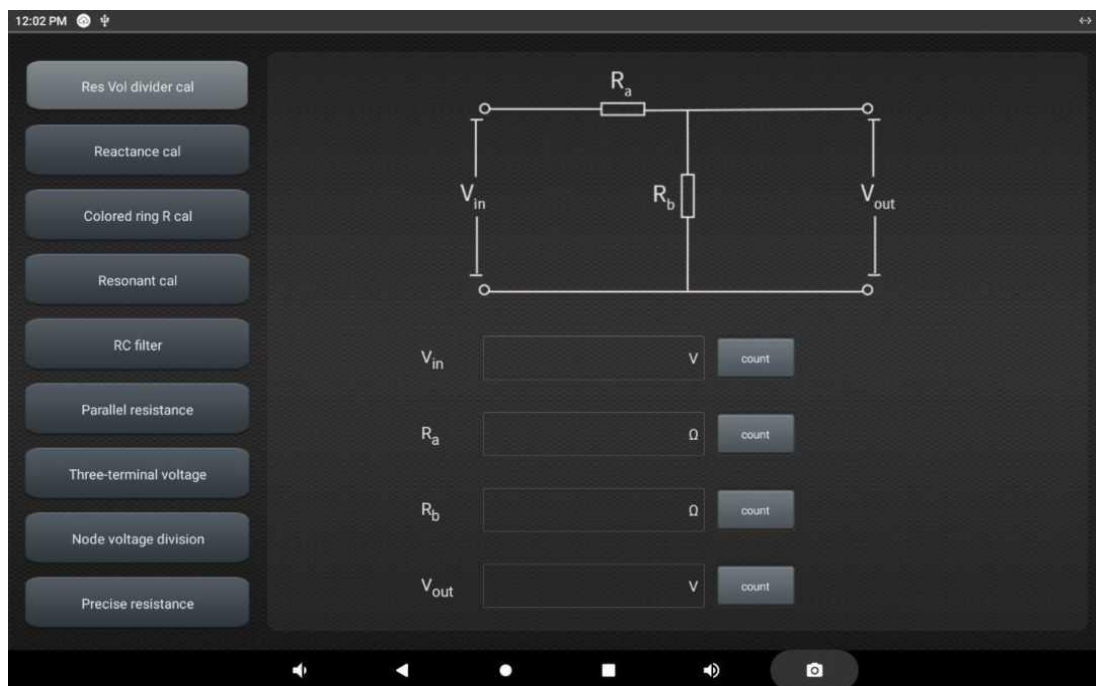 12:02 PM
Res Vol divider cal
Reactance cal
Colored ring R cal
Resonant cal
RC filter
Parallel resistance
Three-terminal voltage
Node voltage division
Precise resistance
Ra
Vin
Rb
Vout
Vin V count
Ra Ω count
Rb Ω count
Vout V count